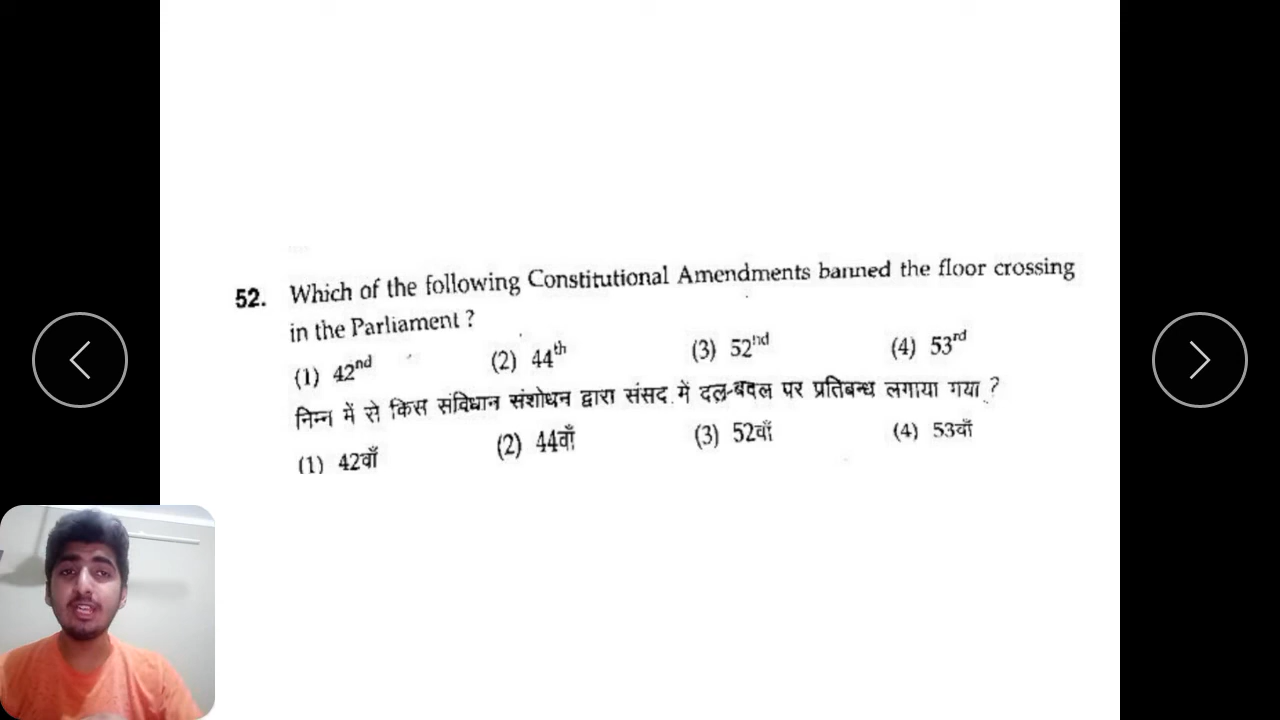 52. Which of the following Constitutional Amendments banned the floor crossing
in the Parliament ?
(1) 42nd (2) 44th (3) 52nd (4) 53rd
निम्न में से किस संविधान संशोधन द्वारा संसद में दल-बदल पर प्रतिबन्ध लगाया गया ?
(1) 42वाँ (2) 44वाँ (3) 52वाँ (4) 53वाँ